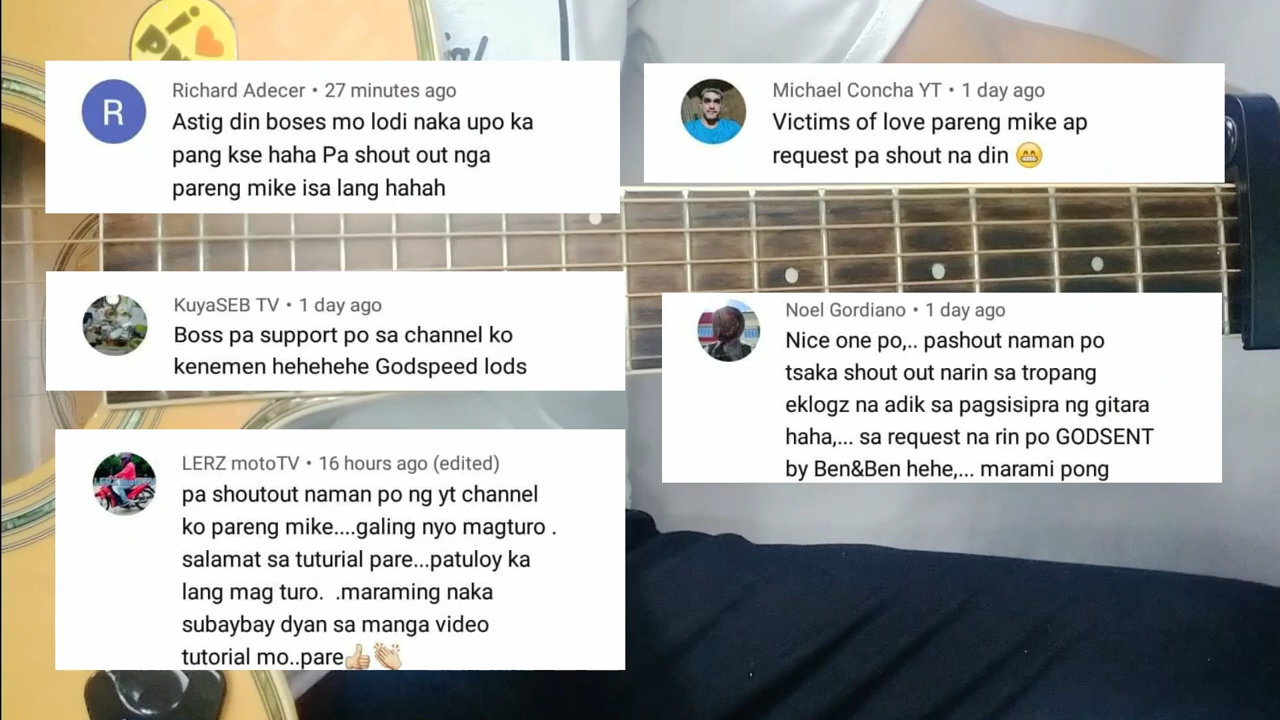 i
Richard Adecer • 27 minutes ago
R
Astig din boses mo lodi naka upo ka
pang kse haha Pa shout out nga
pareng mike isa lang hahah
KuyaSEB TV • 1 day ago
Boss pa support po sa channel ko
kenemen hehehehe Godspeed lods
LERZ motoTV • 16 hours ago (edited)
pa shoutout naman po ng yt channel
ko pareng mike....galing nyo magturo .
salamat sa tuturial pare...patuloy ka
lang mag turo. .maraming naka
subaybay dyan sa manga video
tutorial mo..pare👍👏
Michael Concha YT • 1 day ago
Victims of love pareng mike ap
request pa shout na din 😁
Noel Gordiano • 1 day ago
Nice one po,.. pashout naman po
tsaka shout out narin sa tropang
eklogz na adik sa pagsisipra ng gitara
haha,... sa request na rin po GODSENT
by Ben&Ben hehe,... marami pong